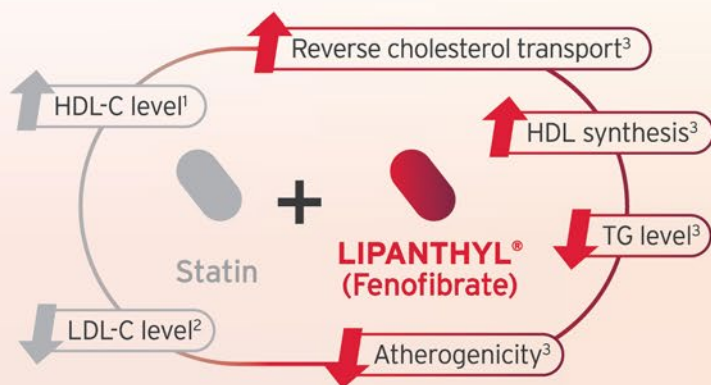 Reverse cholesterol transport³
HDL-C level¹
HDL synthesis³
+
Statin
LIPANTHYL®
(Fenofibrate)
TG level³
LDL-C level²
Atherogenicity³